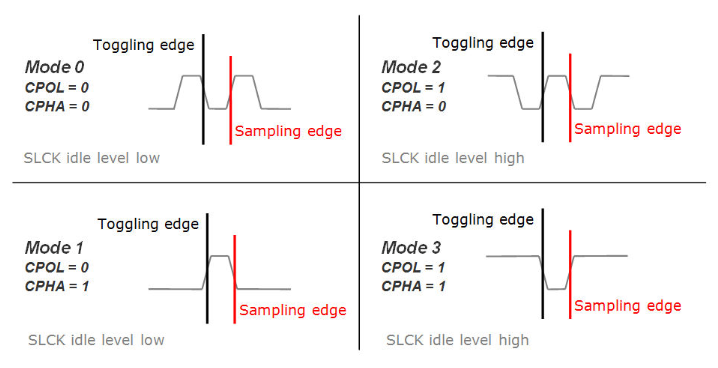 Toggling edge
Mode 0
CPOL = 0
CPHA = 0
Sampling edge
SLCK idle level low
Toggling edge
Mode 2
CPOL = 1
CPHA = 0
Sampling edge
SLCK idle level high
Toggling edge
Mode 1
CPOL = 0
CPHA = 1
Sampling edge
SLCK idle level low
Toggling edge
Mode 3
CPOL = 1
CPHA = 1
Sampling edge
SLCK idle level high